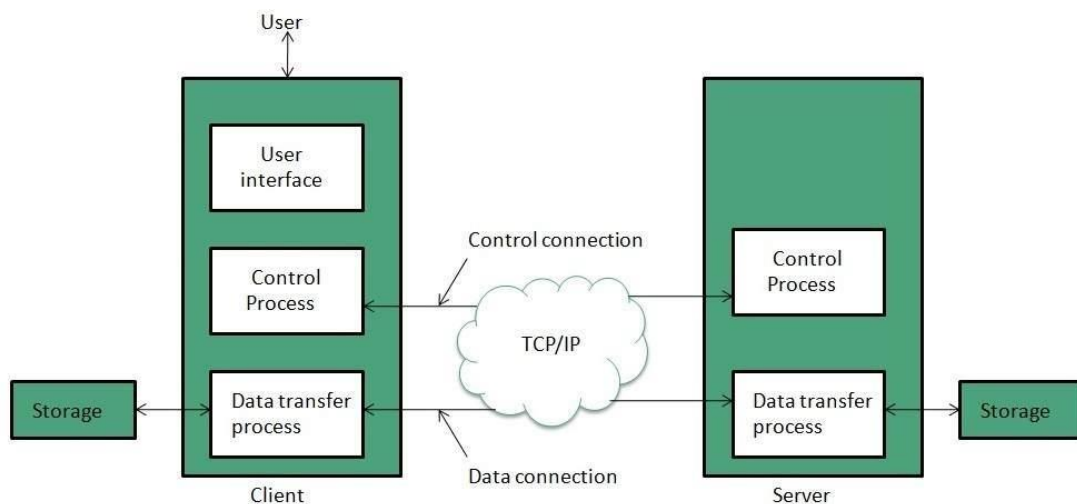 User
User
interface
Control connection
Control
Process
Control
Process
TCP/IP
Storage
Data transfer
process
Data transfer
process
Storage
Data connection
Client
Server